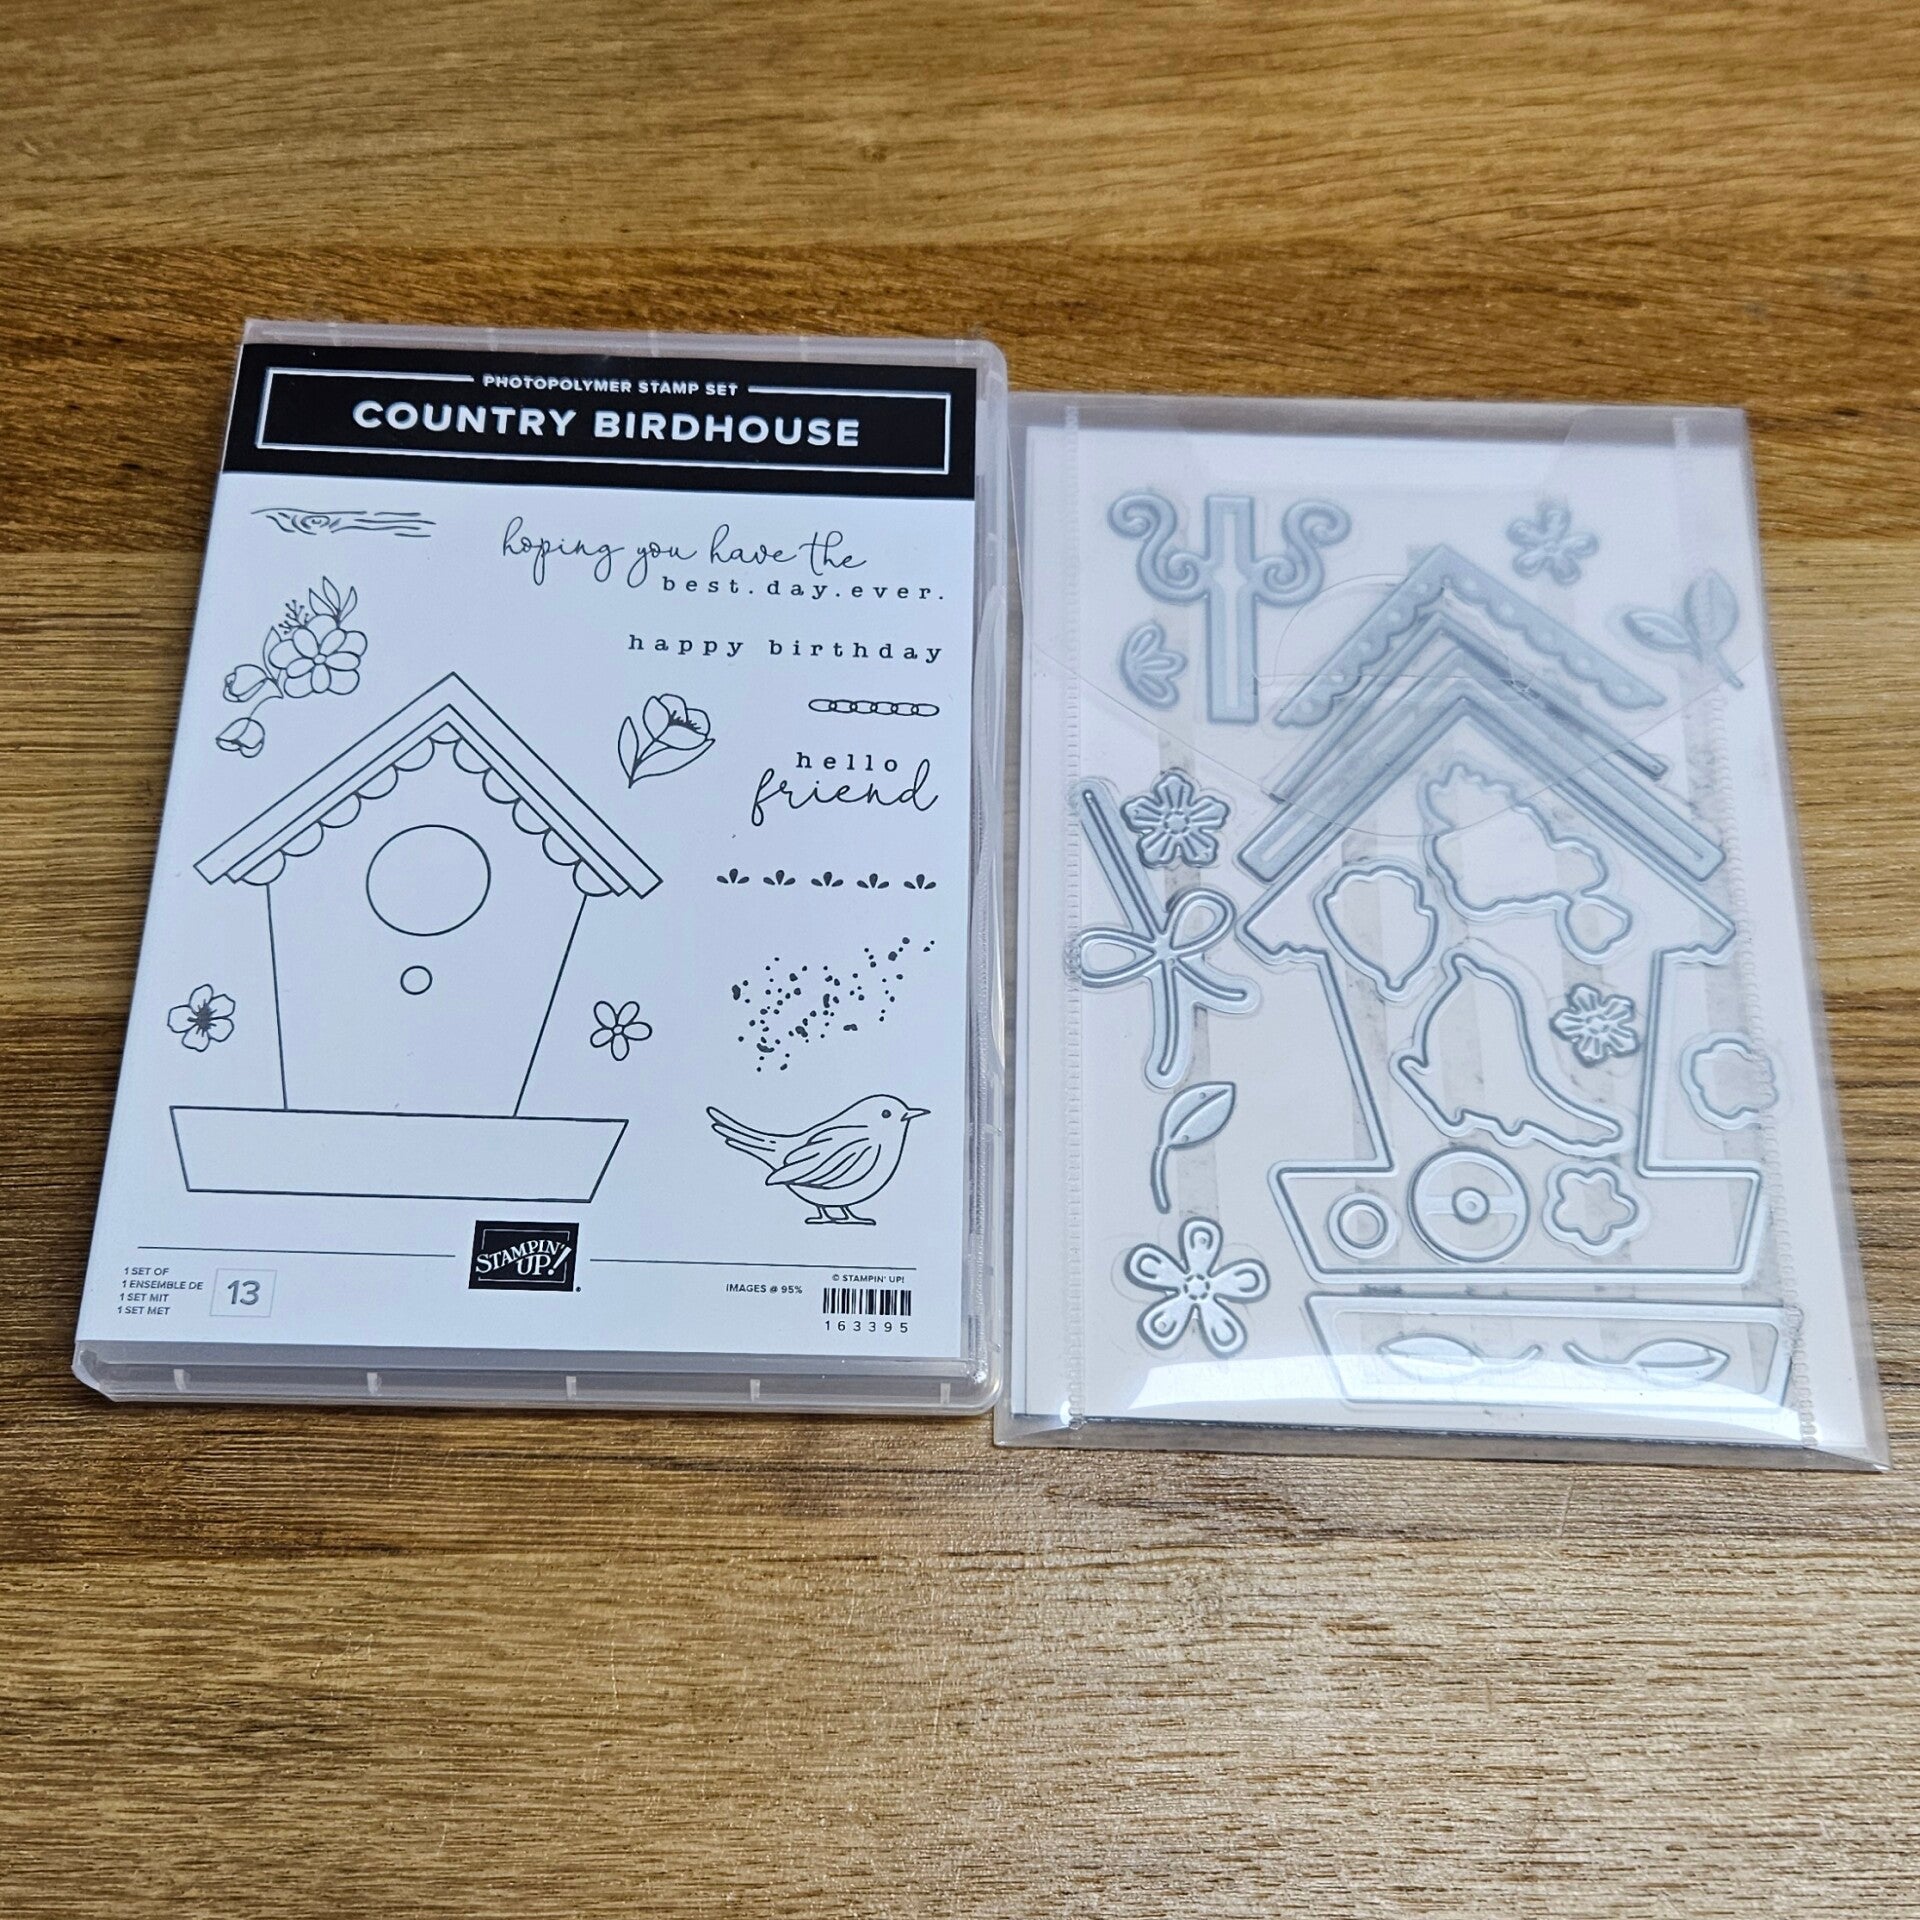 PHOTOPOLYMER STAMP SET
COUNTRY BIRDHOUSE
hoping you have the
best.day.ever.
happy birthday
hello
friend
STAMPIN'
UP!
1 SET OF
1 ENSEMBLE DE
1 SET MIT
1 SET MET
13
IMAGES @ 95%
© STAMPIN' UP!
163395